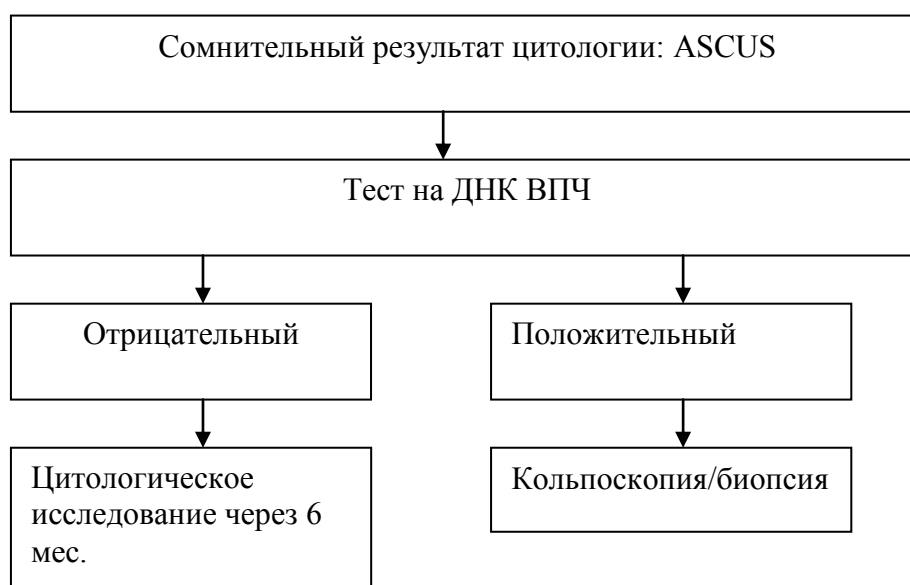 Сомнительный результат цитологии: ASCUS
Тест на ДНК ВПЧ
Отрицательный
Положительный
Цитологическое
исследование через 6
мес.
Кольпоскопия/биопсия